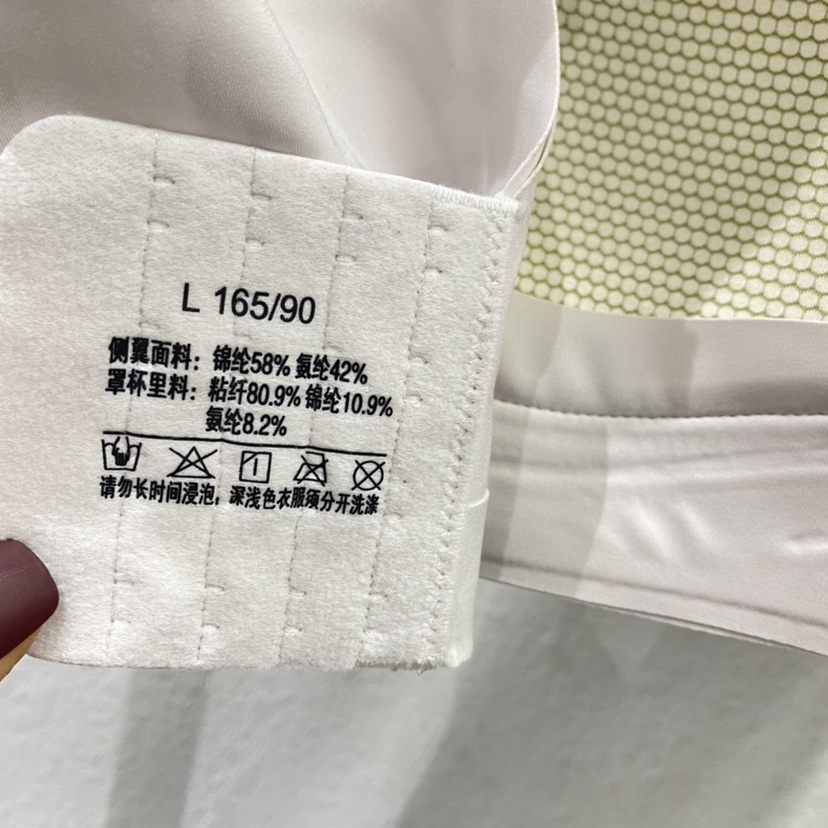 L 165/90
侧翼面料：锦纶58% 氨纶42%
罩杯里料：粘纤80.9% 锦纶10.9%
氨纶8.2%
请勿长时间浸泡，深浅色衣服须分开洗涤